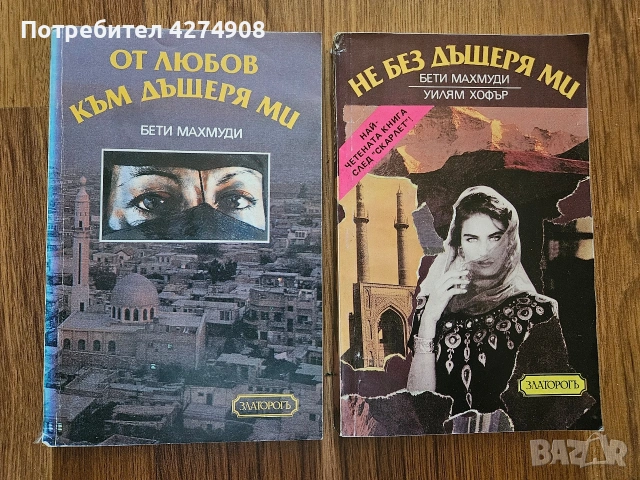 Потребител 4274908
ОТ ЛЮБОВ
КЪМ ДЪЩЕРЯ МИ
БЕТИ МАХМУДИ
ЗЛАТОРОГЪ
НЕ БЕЗ ДЪЩЕРЯ МИ
БЕТИ МАХМУДИ
УИЛЯМ ХОФЪР
НАЙ-
ЧЕТЕНАТА КНИГА
СЛЕД "СКАРЛЕТ"!
ЗЛАТОРОГЪ
BAZAR